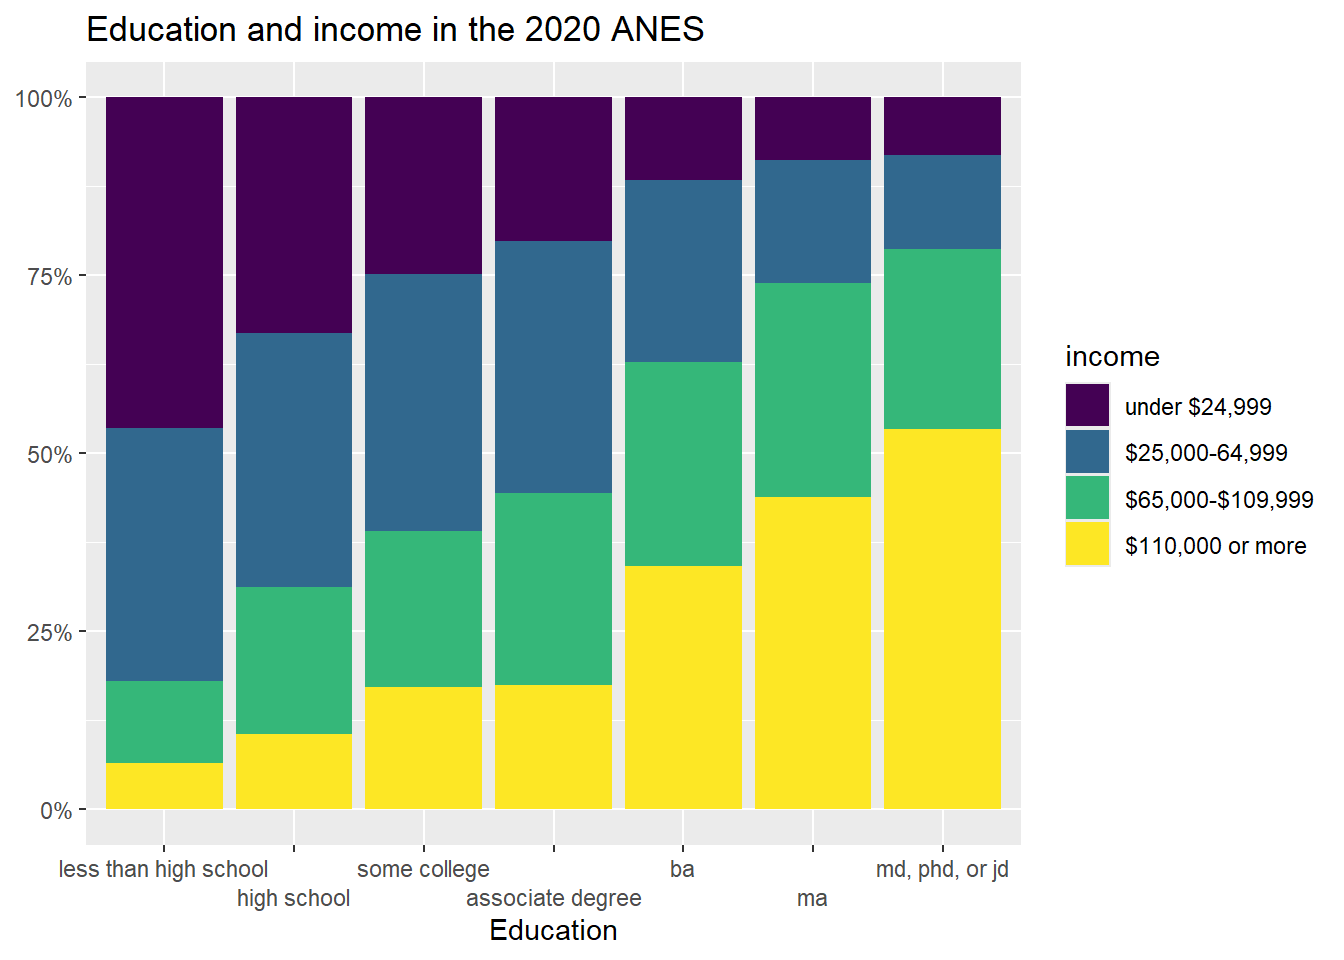 Education and income in the 2020 ANES
100%
75%
50%
25%
0%
less than high school
high school
some college
associate degree
ba
ma
md, phd, or jd
Education
income
under $24,999
$25,000-64,999
$65,000-$109,999
$110,000 or more